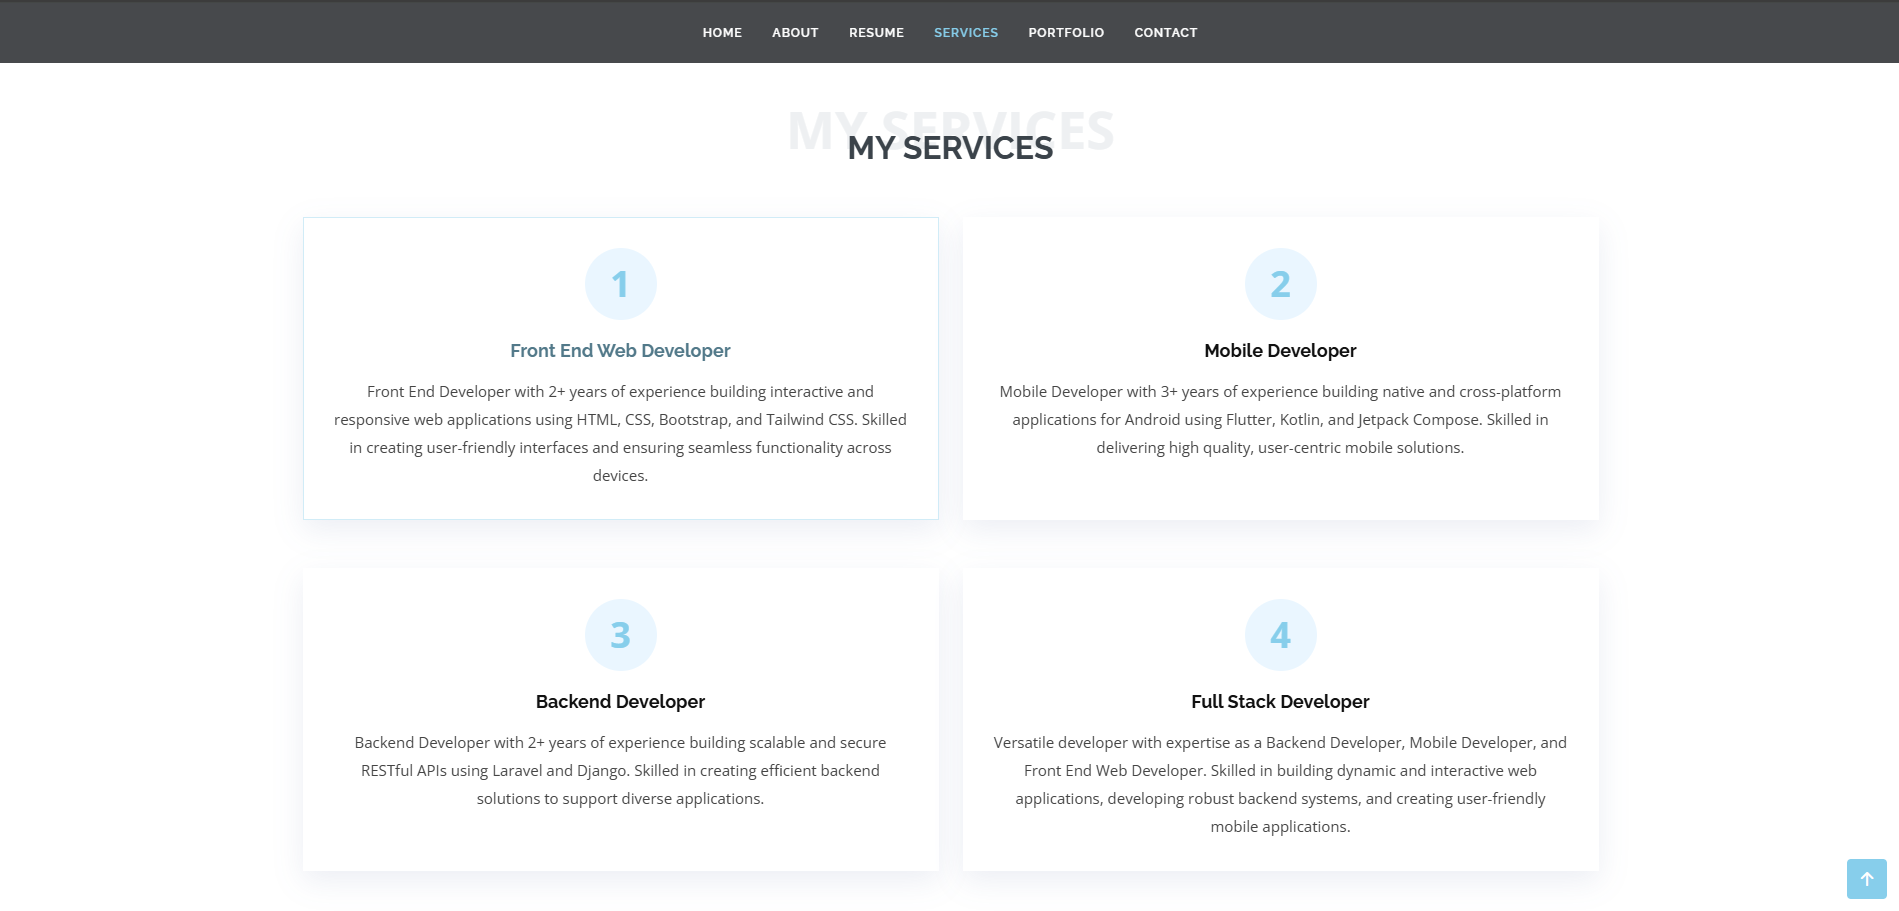 HOME ABOUT RESUME SERVICES PORTFOLIO CONTACT
MY SERVICES
MY SERVICES
1
Front End Web Developer
Front End Developer with 2+ years of experience building interactive and
responsive web applications using HTML, CSS, Bootstrap, and Tailwind CSS. Skilled
in creating user-friendly interfaces and ensuring seamless functionality across
devices.
2
Mobile Developer
Mobile Developer with 3+ years of experience building native and cross-platform
applications for Android using Flutter, Kotlin, and Jetpack Compose. Skilled in
delivering high quality, user-centric mobile solutions.
3
Backend Developer
Backend Developer with 2+ years of experience building scalable and secure
RESTful APIs using Laravel and Django. Skilled in creating efficient backend
solutions to support diverse applications.
4
Full Stack Developer
Versatile developer with expertise as a Backend Developer, Mobile Developer, and
Front End Web Developer. Skilled in building dynamic and interactive web
applications, developing robust backend systems, and creating user-friendly
mobile applications.